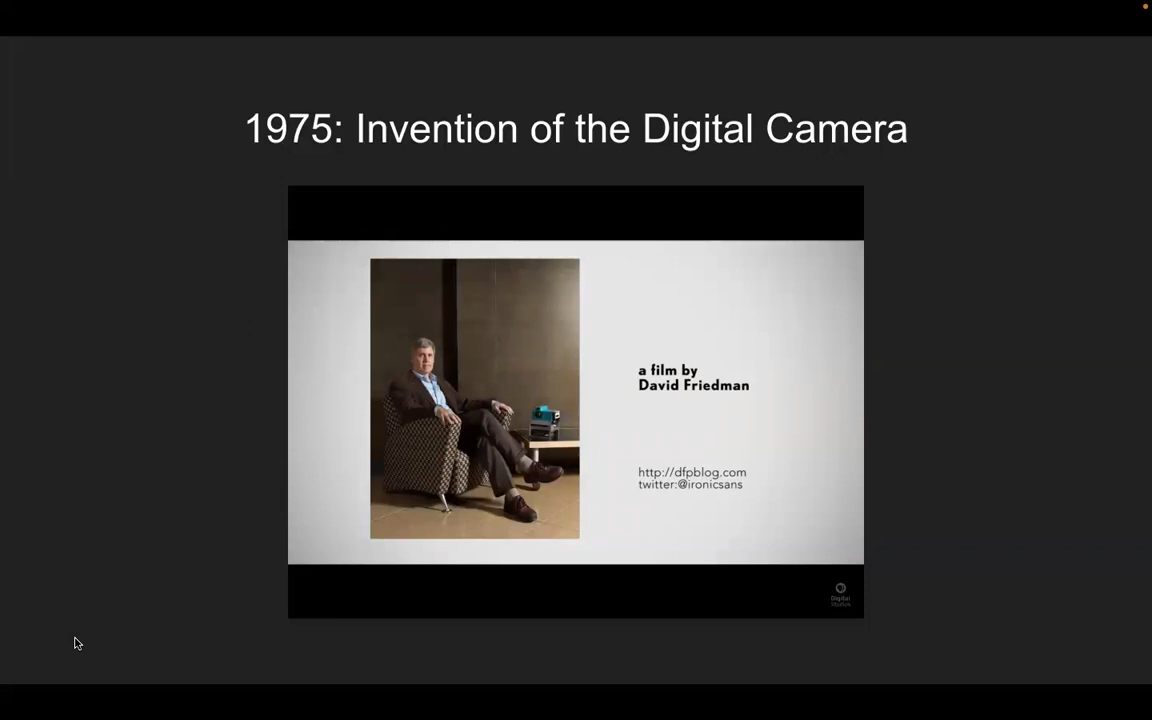 1975: Invention of the Digital Camera
a film by
David Friedman
http://dfpblog.com
twitter:@ironicsans
Digital
Studios